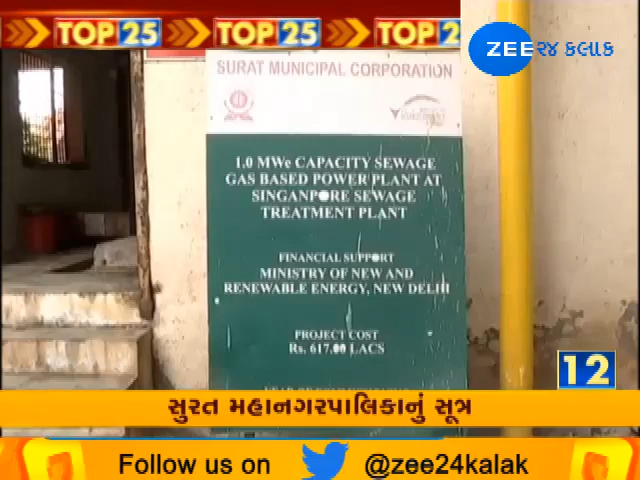 TOP 25 TOP 25 TOP 2
ZEE ૨૪ કલાક
SURAT MUNICIPAL CORPORATION
1.0 MWe CAPACITY SEWAGE
GAS BASED POWER PLANT AT
SINGANPORE SEWAGE
TREATMENT PLANT
FINANCIAL SUPPORT
MINISTRY OF NEW AND
RENEWABLE ENERGY, NEW DELHI
PROJECT COST
Rs. 617.00 LACS
12
સુરત મહાનગરપાલિકાનું સૂત્ર
Follow us on @zee24kalak